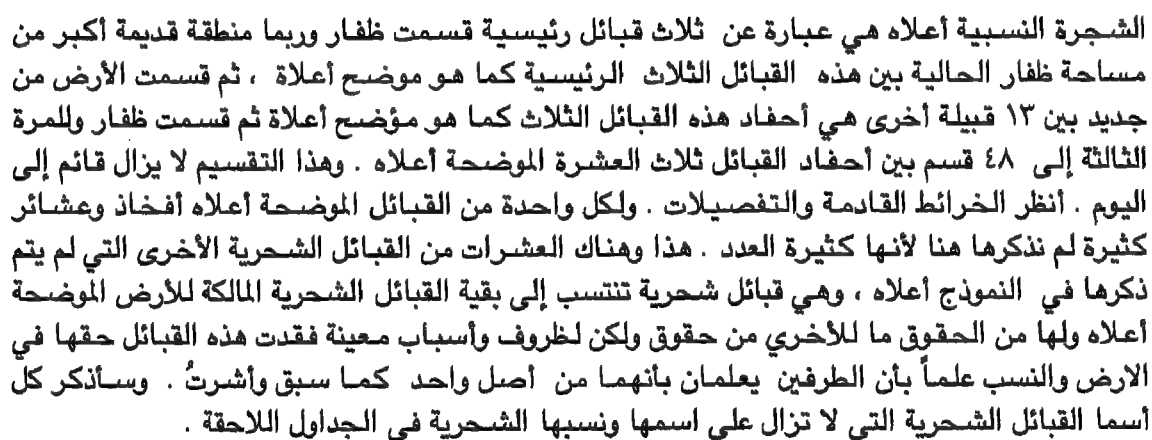 الشجرة النسبية أعلاه هي عبارة عن ثلاث قبائل رئيسية قسمت ظفار وربما منطقة قديمة أكبر من
مساحة ظفار الحالية بين هذه القبائل الثلاث الرئيسية كما هو موضح أعلاة ، ثم قسمت الأرض من
جديد بين ١٣ قبيلة أخرى هي أحفاد هذه القبائل الثلاث كما هو مؤضح أعلاة ثم قسمت ظفار وللمرة
الثالثة إلى ٤٨ قسم بين أحفاد القبائل ثلاث العشرة الموضحة أعلاه . وهذا التقسيم لا يزال قائم إلى
اليوم . أنظر الخرائط القادمة والتفصيلات . ولكل واحدة من القبائل الموضحة أعلاه أفخاذ وعشائر
كثيرة لم نذكرها هنا لأنها كثيرة العدد . هذا وهناك العشرات من القبائل الشحرية الأخرى التي لم يتم
ذكرها في النموذج أعلاه ، وهي قبائل شحرية تنتسب إلى بقية القبائل الشحرية المالكة للأرض الموضحة
أعلاه ولها من الحقوق ما للأخري من حقوق ولكن لظروف وأسباب معينة فقدت هذه القبائل حقها في
الارض والنسب علماً بأن الطرفين يعلمان بأنهما من أصل واحد كما سبق وأشرتُ . وسأذكر كل
أسما القبائل الشحرية التي لا تزال على اسمها ونسبها الشحرية في الجداول اللاحقة .